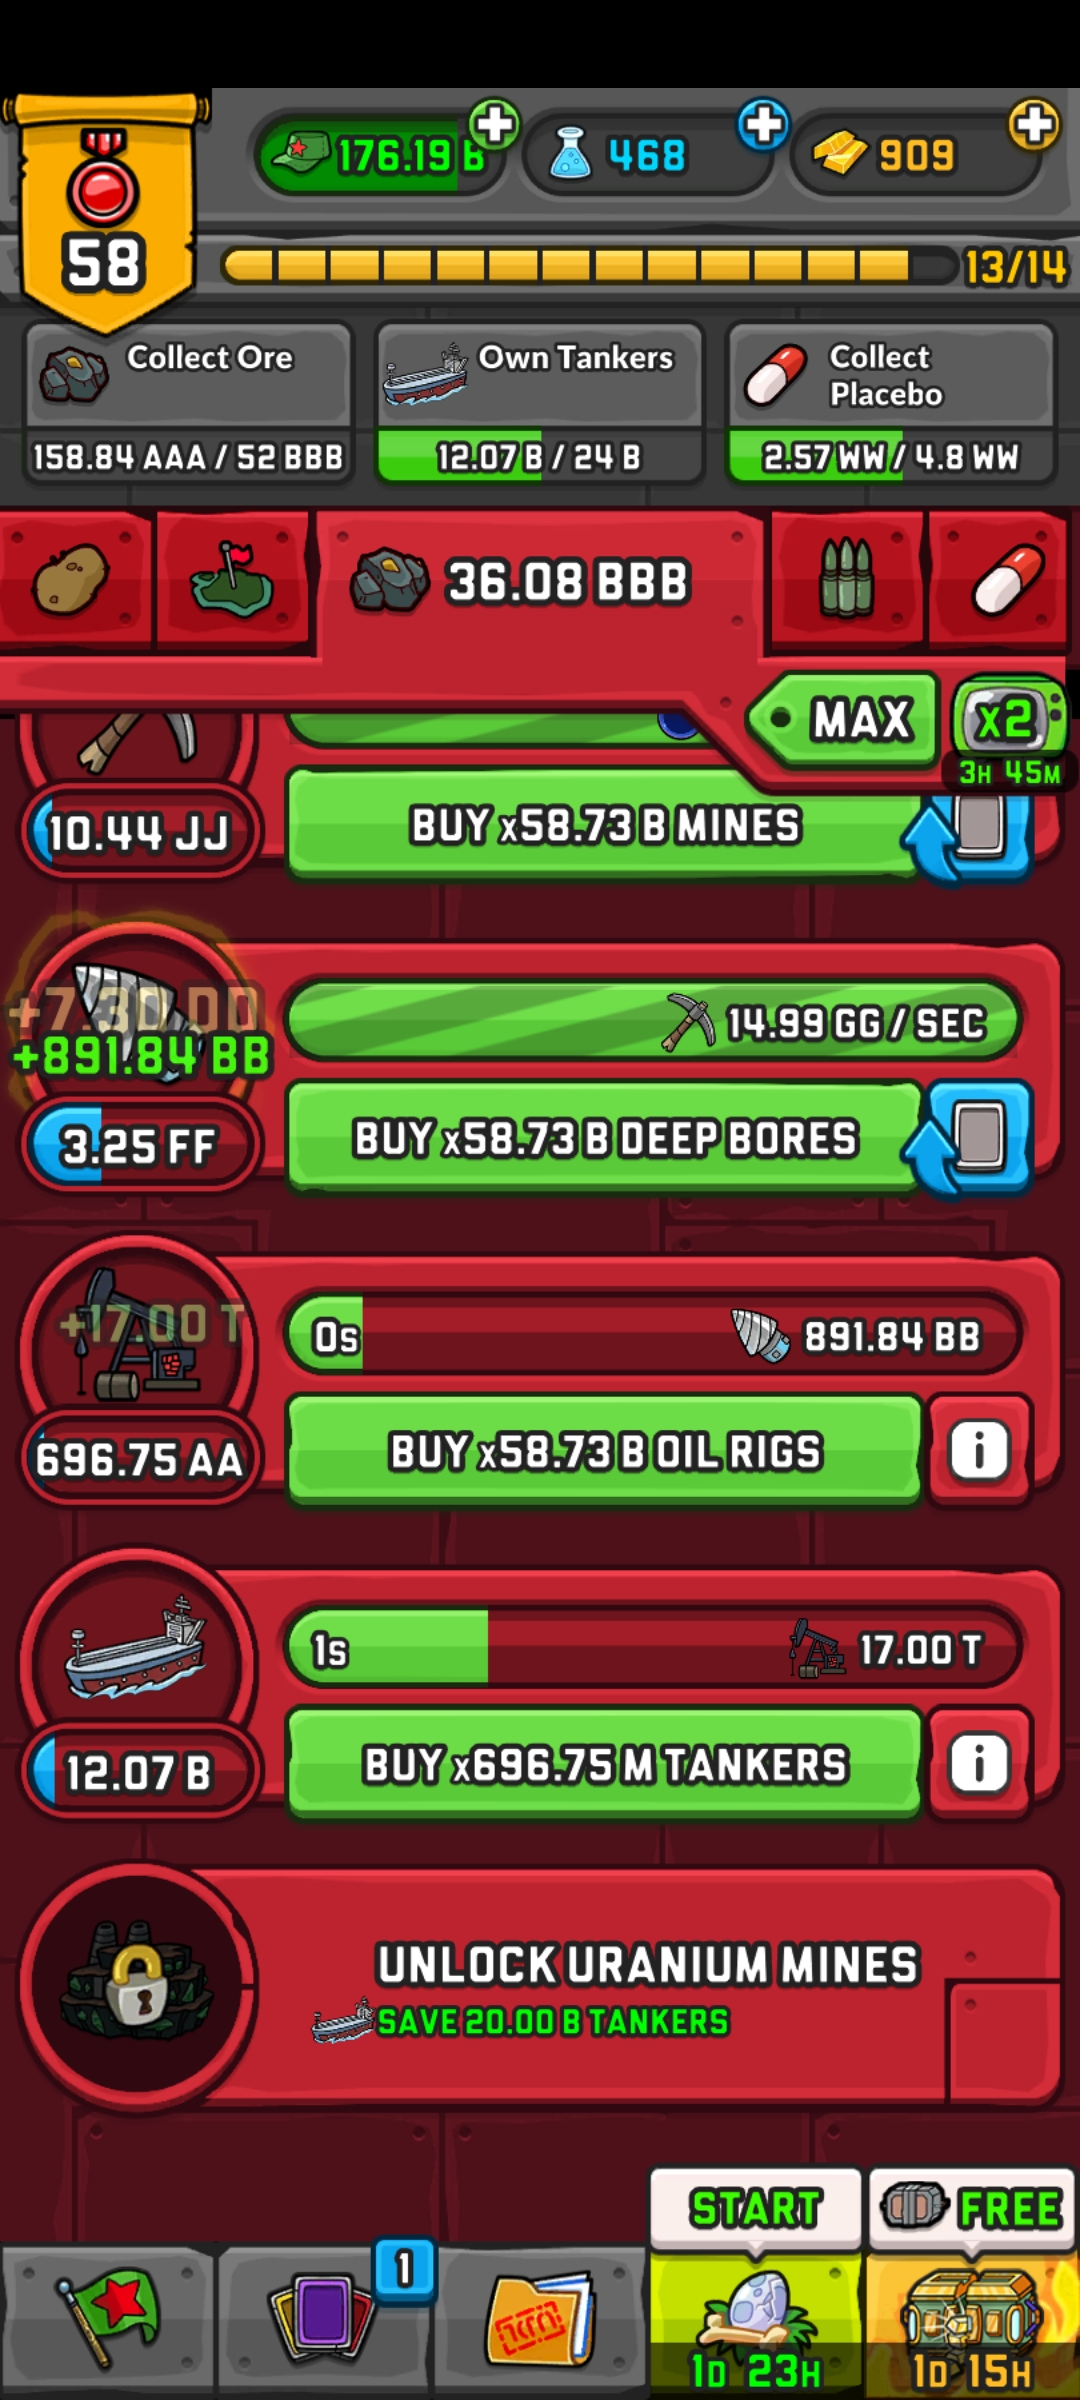 176.19 B
468
909
58
13/14
Collect Ore
158.84 AAA / 52 BBB
Own Tankers
12.07 B / 24 B
Collect
Placebo
2.57 WW / 4.8 WW
36.08 BBB
MAX
x2
3H 45M
10.44 JJ
BUY x58.73 B MINES
+7.30 DD
+891.84 BB
14.99 GG / SEC
3.25 FF
BUY x58.73 B DEEP BORES
+17.00 T
0s
891.84 BB
696.75 AA
BUY x58.73 B OIL RIGS
i
1s
17.00 T
12.07 B
BUY x696.75 M TANKERS
i
UNLOCK URANIUM MINES
SAVE 20.00 B TANKERS
START
FREE
1
1D 23H
1D 15H